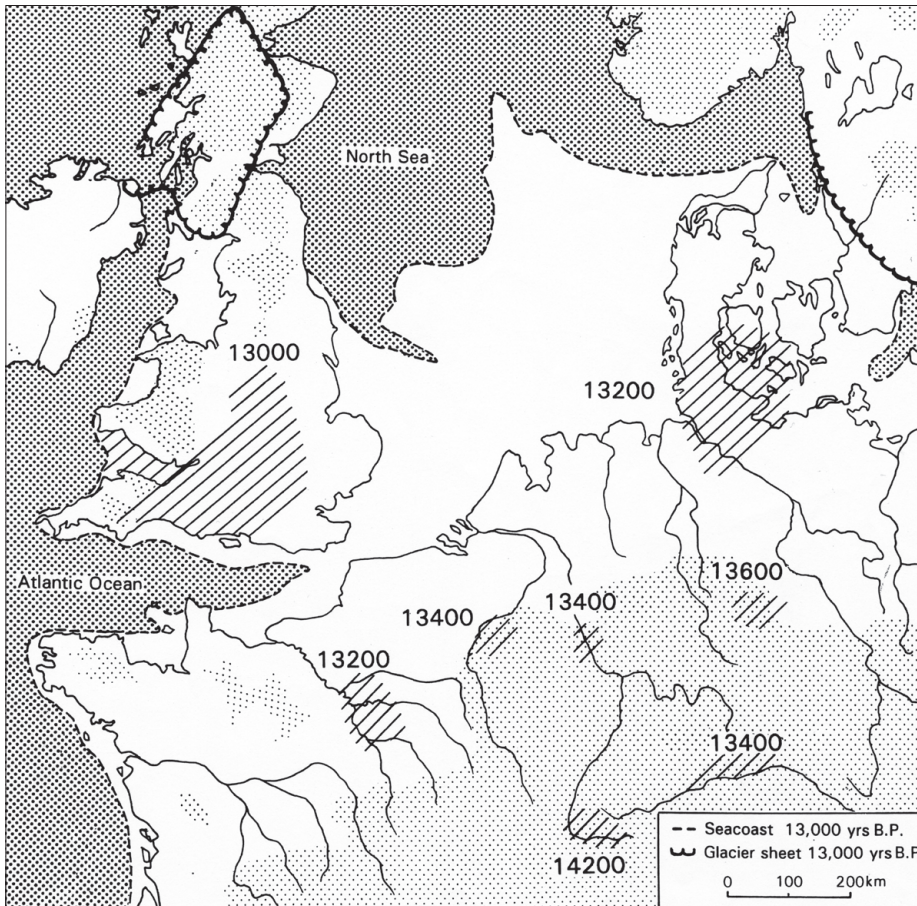 North Sea
13000
13200
Atlantic Ocean
13600
13400
13400
13200
13400
14200
Seacoast 13,000 yrs B.P.
Glacier sheet 13,000 yrs B.P
0 100 200km